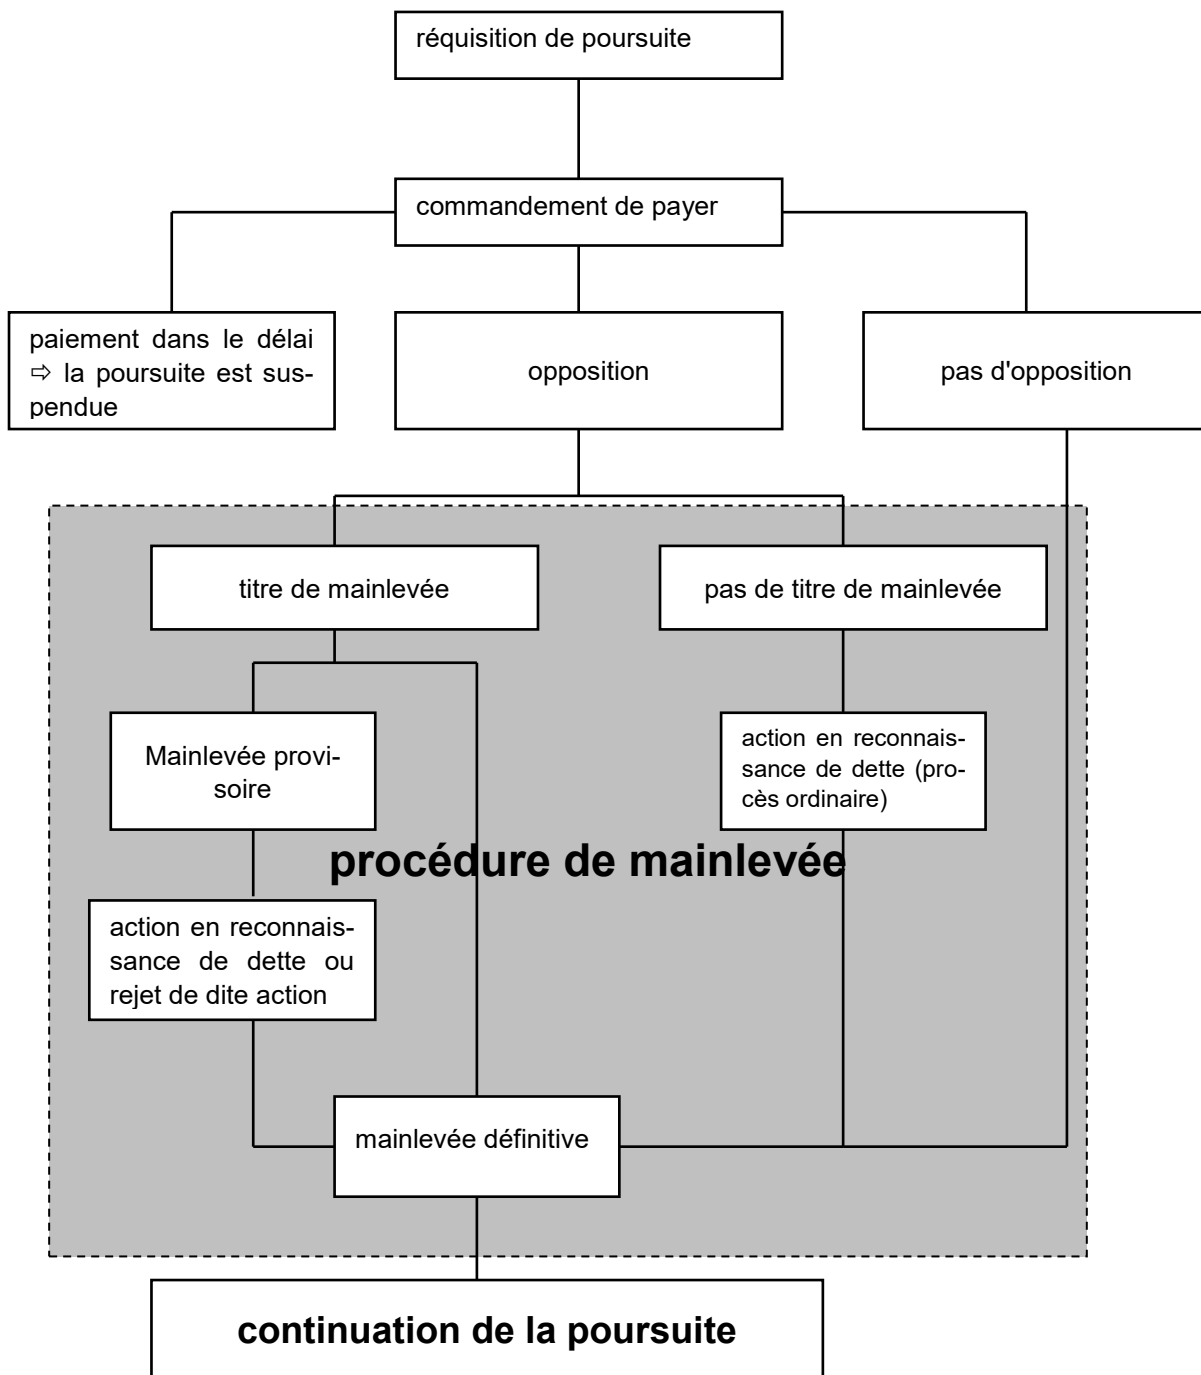 réquisition de poursuite
commandement de payer
paiement dans le délai
⇨ la poursuite est sus-
pendue
opposition
pas d'opposition
titre de mainlevée
pas de titre de mainlevée
Mainlevée provi-
soire
action en reconnais-
sance de dette (pro-
cès ordinaire)
procédure de mainlevée
action en reconnais-
sance de dette ou
rejet de dite action
mainlevée définitive
continuation de la poursuite